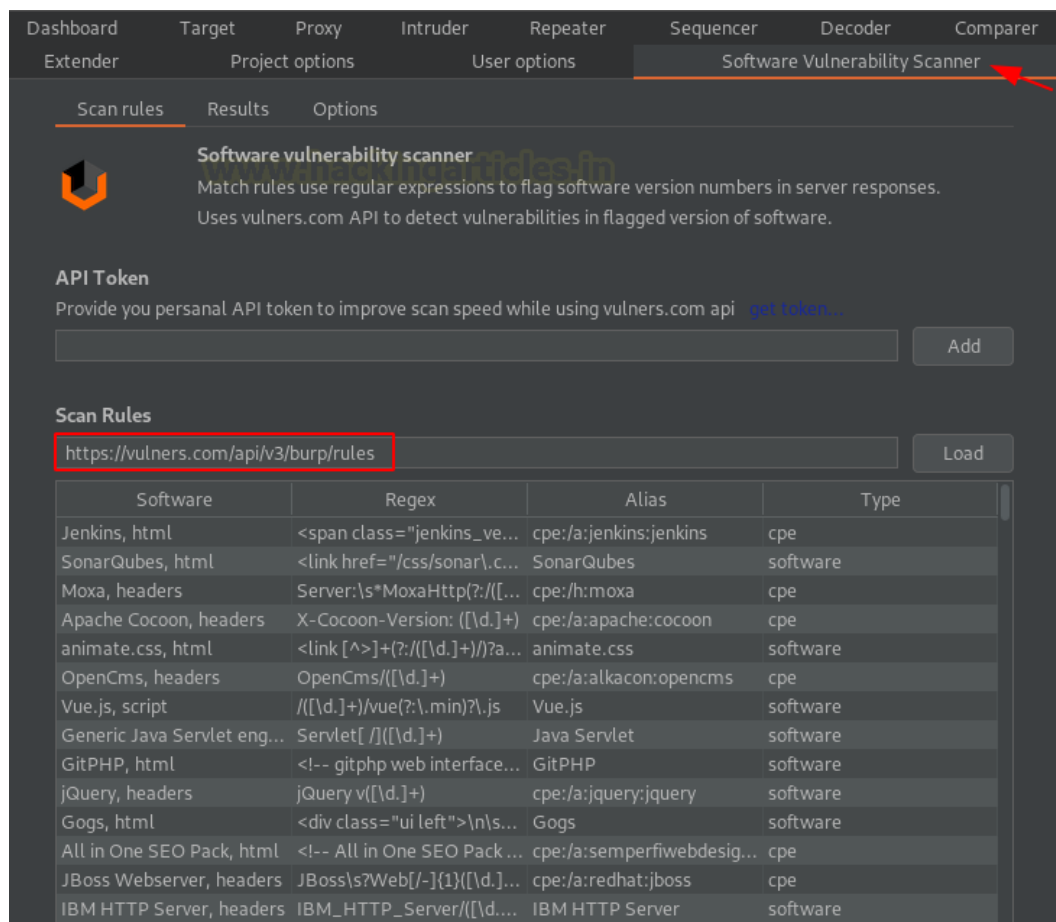 Dashboard Target Proxy Intruder Repeater Sequencer Decoder Comparer
Extender Project options User options Software Vulnerability Scanner
Scan rules Results Options
Software vulnerability scanner
www.hackingarticles.in
Match rules use regular expressions to flag software version numbers in server responses.
Uses vulners.com API to detect vulnerabilities in flagged version of software.
API Token
Provide you persanal API token to improve scan speed while using vulners.com api get token...
Add
Scan Rules
https://vulners.com/api/v3/burp/rules Load
Software Regex Alias Type
Jenkins, html <span class="jenkins_ve... cpe:/a:jenkins:jenkins cpe
SonarQubes, html <link href="/css/sonar\.c... SonarQubes software
Moxa, headers Server:\s*MoxaHttp(?:/([... cpe:/h:moxa cpe
Apache Cocoon, headers X-Cocoon-Version: ([\d.]+) cpe:/a:apache:cocoon cpe
animate.css, html <link [^>]+(?:/([\d.]+)/)?a... animate.css software
OpenCms, headers OpenCms/([\d.]+) cpe:/a:alkacon:opencms cpe
Vue.js, script /([\d.]+)/vue(?:\.min)?\.js Vue.js software
Generic Java Servlet eng... Servlet[ /]([\d.]+) Java Servlet software
GitPHP, html <!-- gitphp web interface... GitPHP software
jQuery, headers jQuery v([\d.]+) cpe:/a:jquery:jquery software
Gogs, html <div class="ui left">\n\s... Gogs software
All in One SEO Pack, html <!-- All in One SEO Pack ... cpe:/a:semperfiwebdesig... cpe
JBoss Webserver, headers JBoss\s?Web[/-]{1}([\d.]... cpe:/a:redhat:jboss cpe
IBM HTTP Server, headers IBM_HTTP_Server/([\d.... IBM HTTP Server software